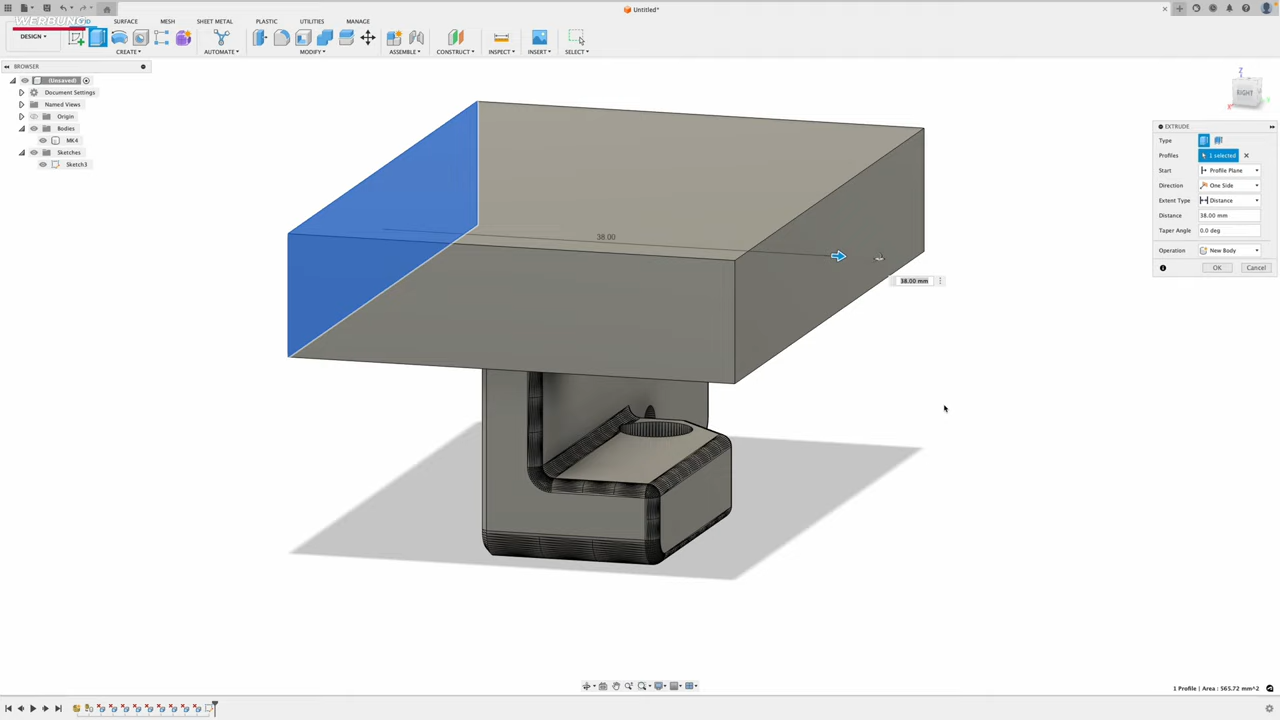 Untitled*
WERBUNG
SURFACE
MESH
SHEET METAL
PLASTIC
UTILITIES
MANAGE
DESIGN
CREATE
AUTOMATE
MODIFY
ASSEMBLE
CONSTRUCT
INSPECT
INSERT
SELECT
BROWSER
(Unsaved)
Document Settings
Named Views
Origin
Bodies
MK4
Sketches
Sketch3
Z
RIGHT
X
EXTRUDE
Type
Profiles 1 selected
Start Profile Plane
Direction One Side
Extent Type Distance
Distance 38.00 mm
Taper Angle 0.0 deg
Operation New Body
OK Cancel
38.00
38.00 mm
1 Profile | Area : 565.72 mm^2